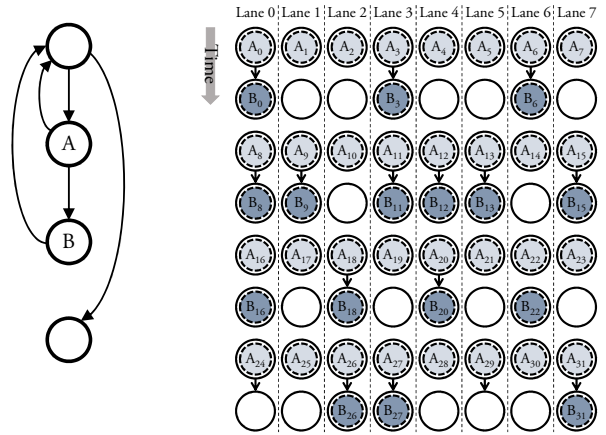 Lane 0 Lane 1 Lane 2 Lane 3 Lane 4 Lane 5 Lane 6 Lane 7
Time
A
B
A₀ A₁ A₂ A₃ A₄ A₅ A₆ A₇
B₀ B₃ B₆
A₈ A₉ A₁₀ A₁₁ A₁₂ A₁₃ A₁₄ A₁₅
B₈ B₉ B₁₁ B₁₂ B₁₃ B₁₅
A₁₆ A₁₇ A₁₈ A₁₉ A₂₀ A₂₁ A₂₂ A₂₃
B₁₆ B₁₈ B₂₀ B₂₂
A₂₄ A₂₅ A₂₆ A₂₇ A₂₈ A₂₉ A₃₀ A₃₁
B₂₆ B₂₇ B₃₁